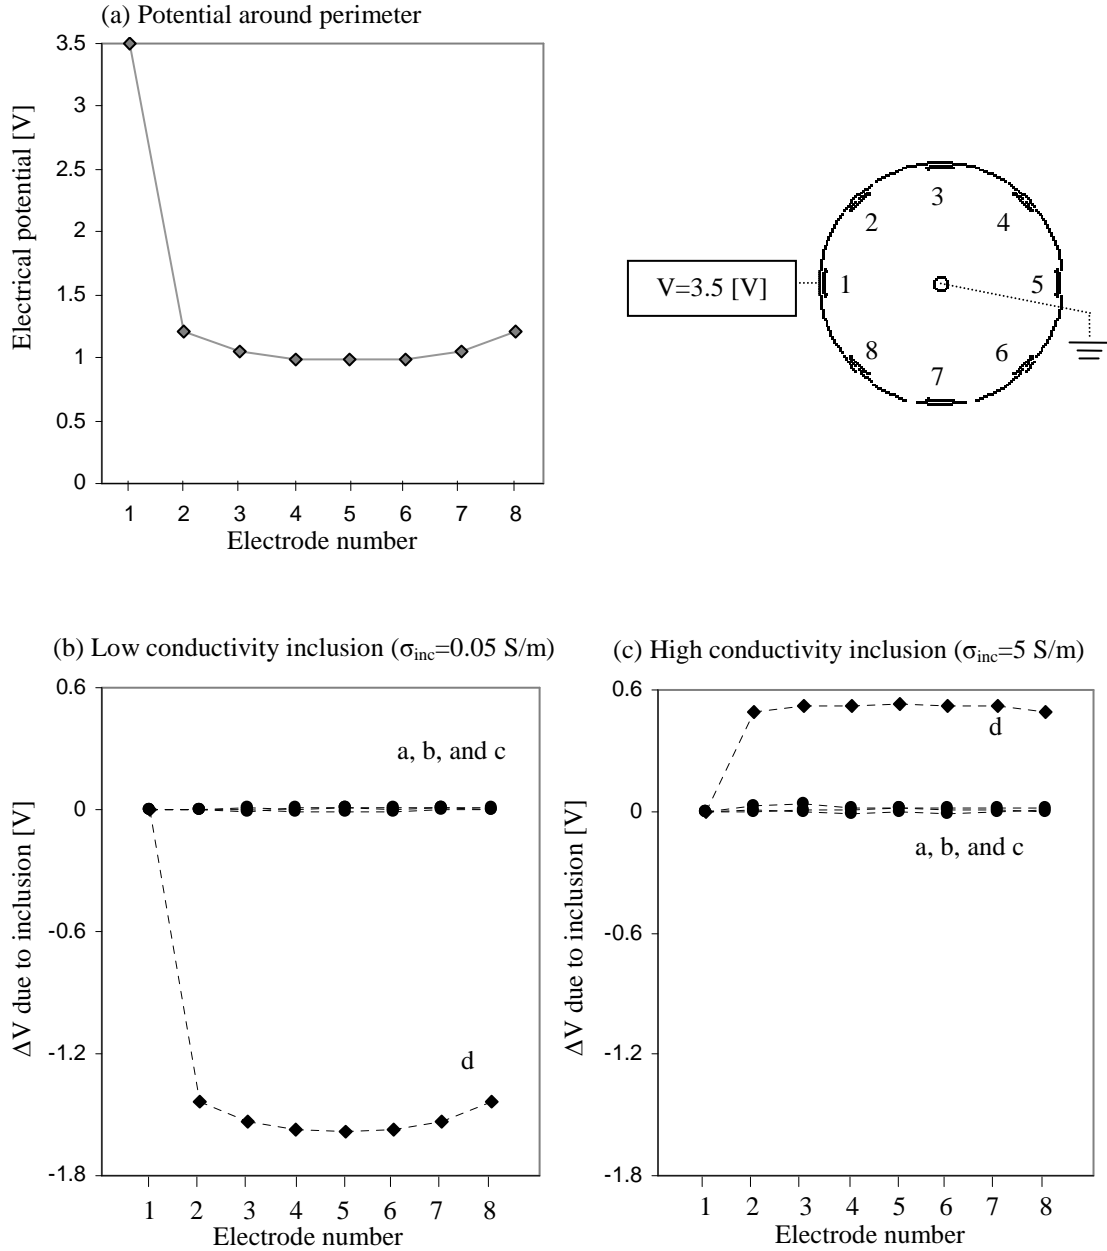 (a) Potential around perimeter
Electrical potential [V]
3.5
3
2.5
2
1.5
1
0.5
0
1 2 3 4 5 6 7 8
Electrode number
V=3.5 [V]
1
2
3
4
5
6
7
8
(b) Low conductivity inclusion (σinc=0.05 S/m)
ΔV due to inclusion [V]
0.6
0
-0.6
-1.2
-1.8
a, b, and c
d
1 2 3 4 5 6 7 8
Electrode number
(c) High conductivity inclusion (σinc=5 S/m)
ΔV due to inclusion [V]
0.6
0
-0.6
-1.2
-1.8
d
a, b, and c
1 2 3 4 5 6 7 8
Electrode number